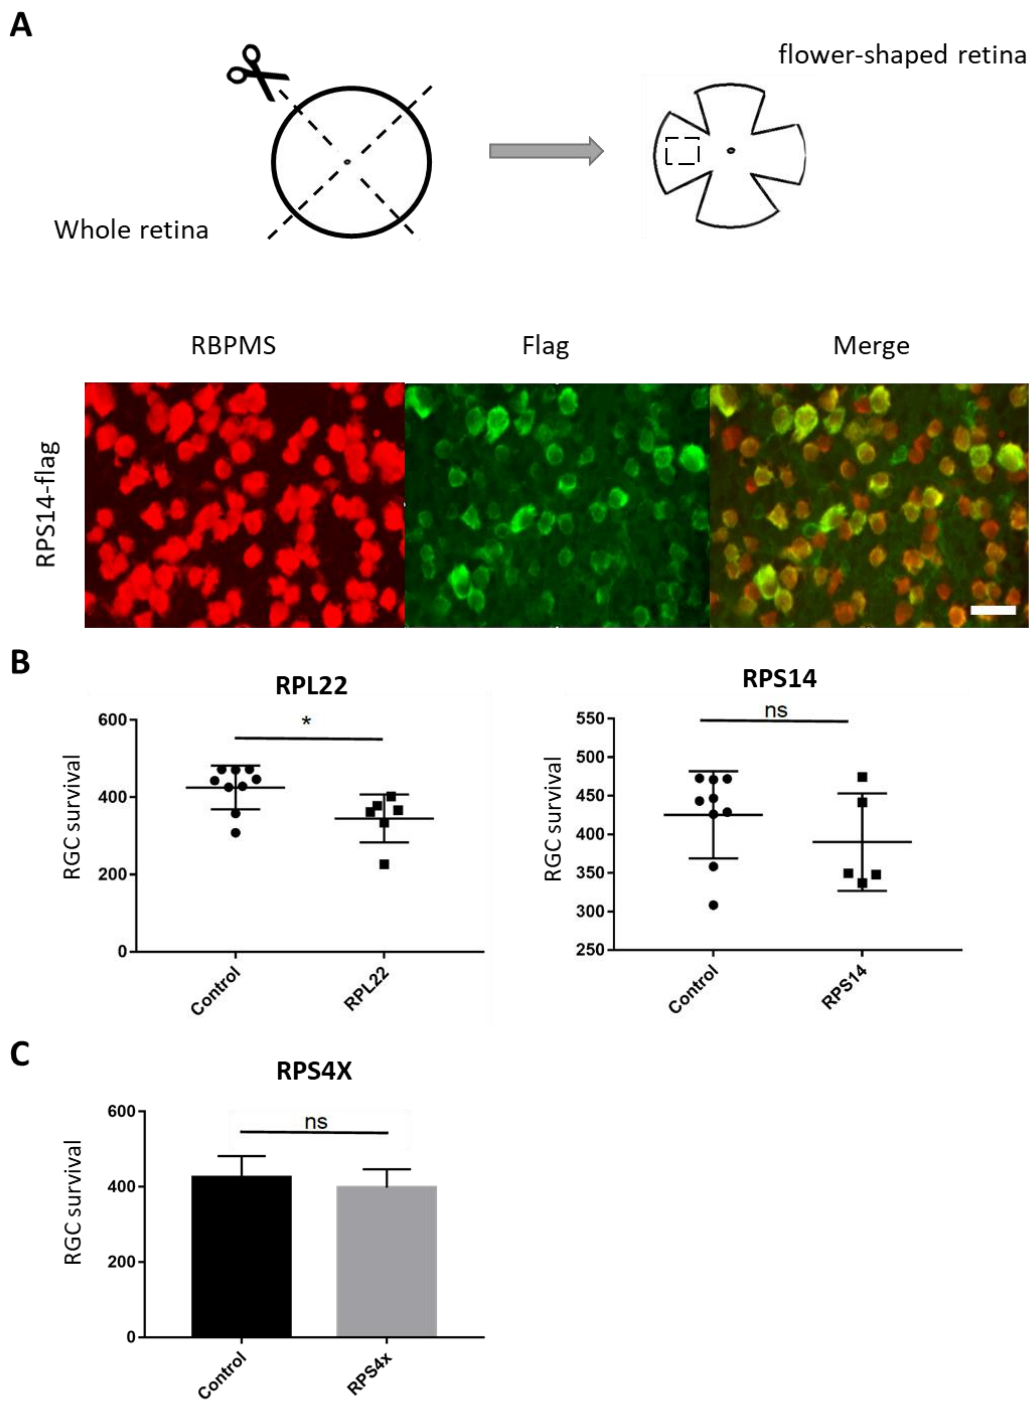 A
flower-shaped retina
Whole retina
RBPMS
Flag
Merge
RPS14-flag
B
RPL22
*
600
400
200
0
RGC survival
Control
RPL22
RPS14
ns
550
500
450
400
350
300
250
RGC survival
Control
RPS14
C
RPS4X
ns
600
400
200
0
RGC survival
Control
RPS4x